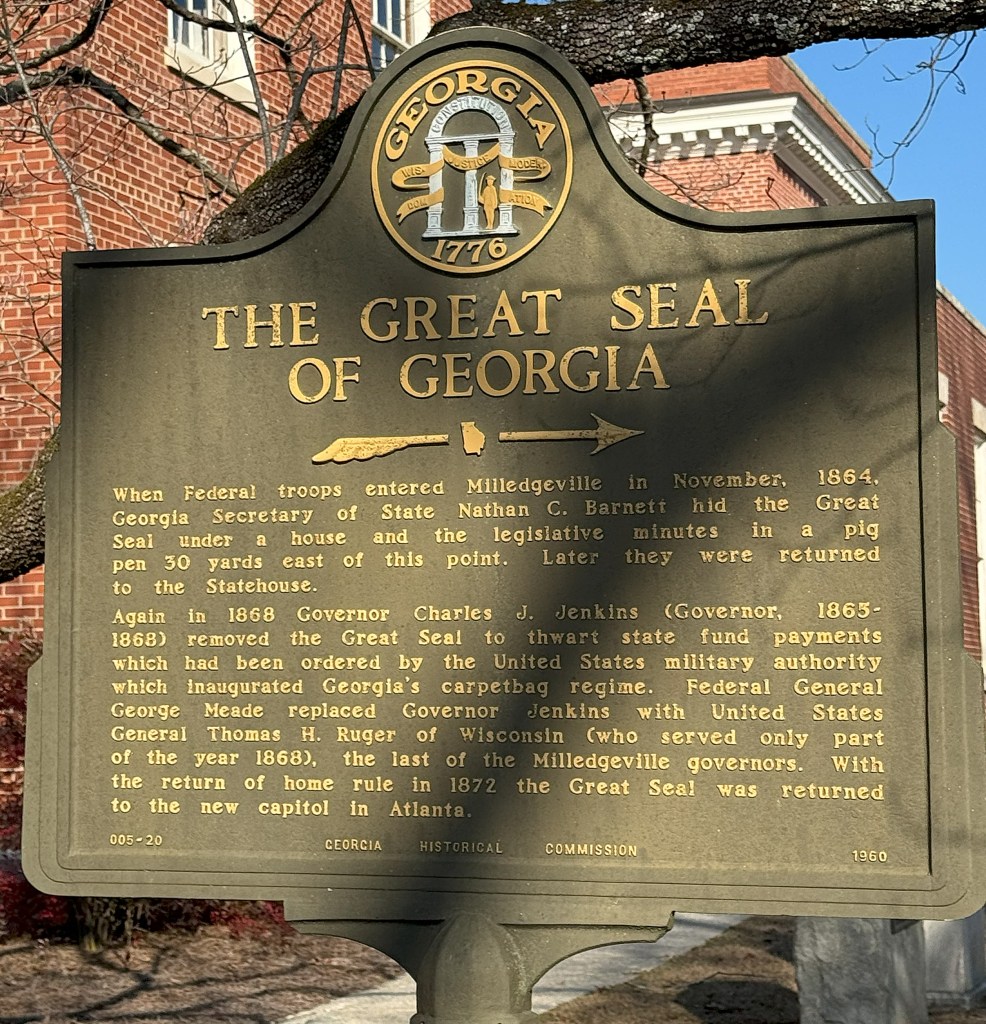 GEORGIA
CONSTITUTION
WIS- JUSTICE MODER-
DOM ATION
1776
THE GREAT SEAL
OF GEORGIA
When Federal troops entered Milledgeville in November, 1864,
Georgia Secretary of State Nathan C. Barnett hid the Great
Seal under a house and the legislative minutes in a pig
pen 30 yards east of this point. Later they were returned
to the Statehouse.
Again in 1868 Governor Charles J. Jenkins (Governor, 1865-
1868) removed the Great Seal to thwart state fund payments
which had been ordered by the United States military authority
which inaugurated Georgia's carpetbag regime. Federal General
George Meade replaced Governor Jenkins with United States
General Thomas H. Ruger of Wisconsin (who served only part
of the year 1868), the last of the Milledgeville governors. With
the return of home rule in 1872 the Great Seal was returned
to the new capitol in Atlanta.
005-20 GEORGIA HISTORICAL COMMISSION 1960